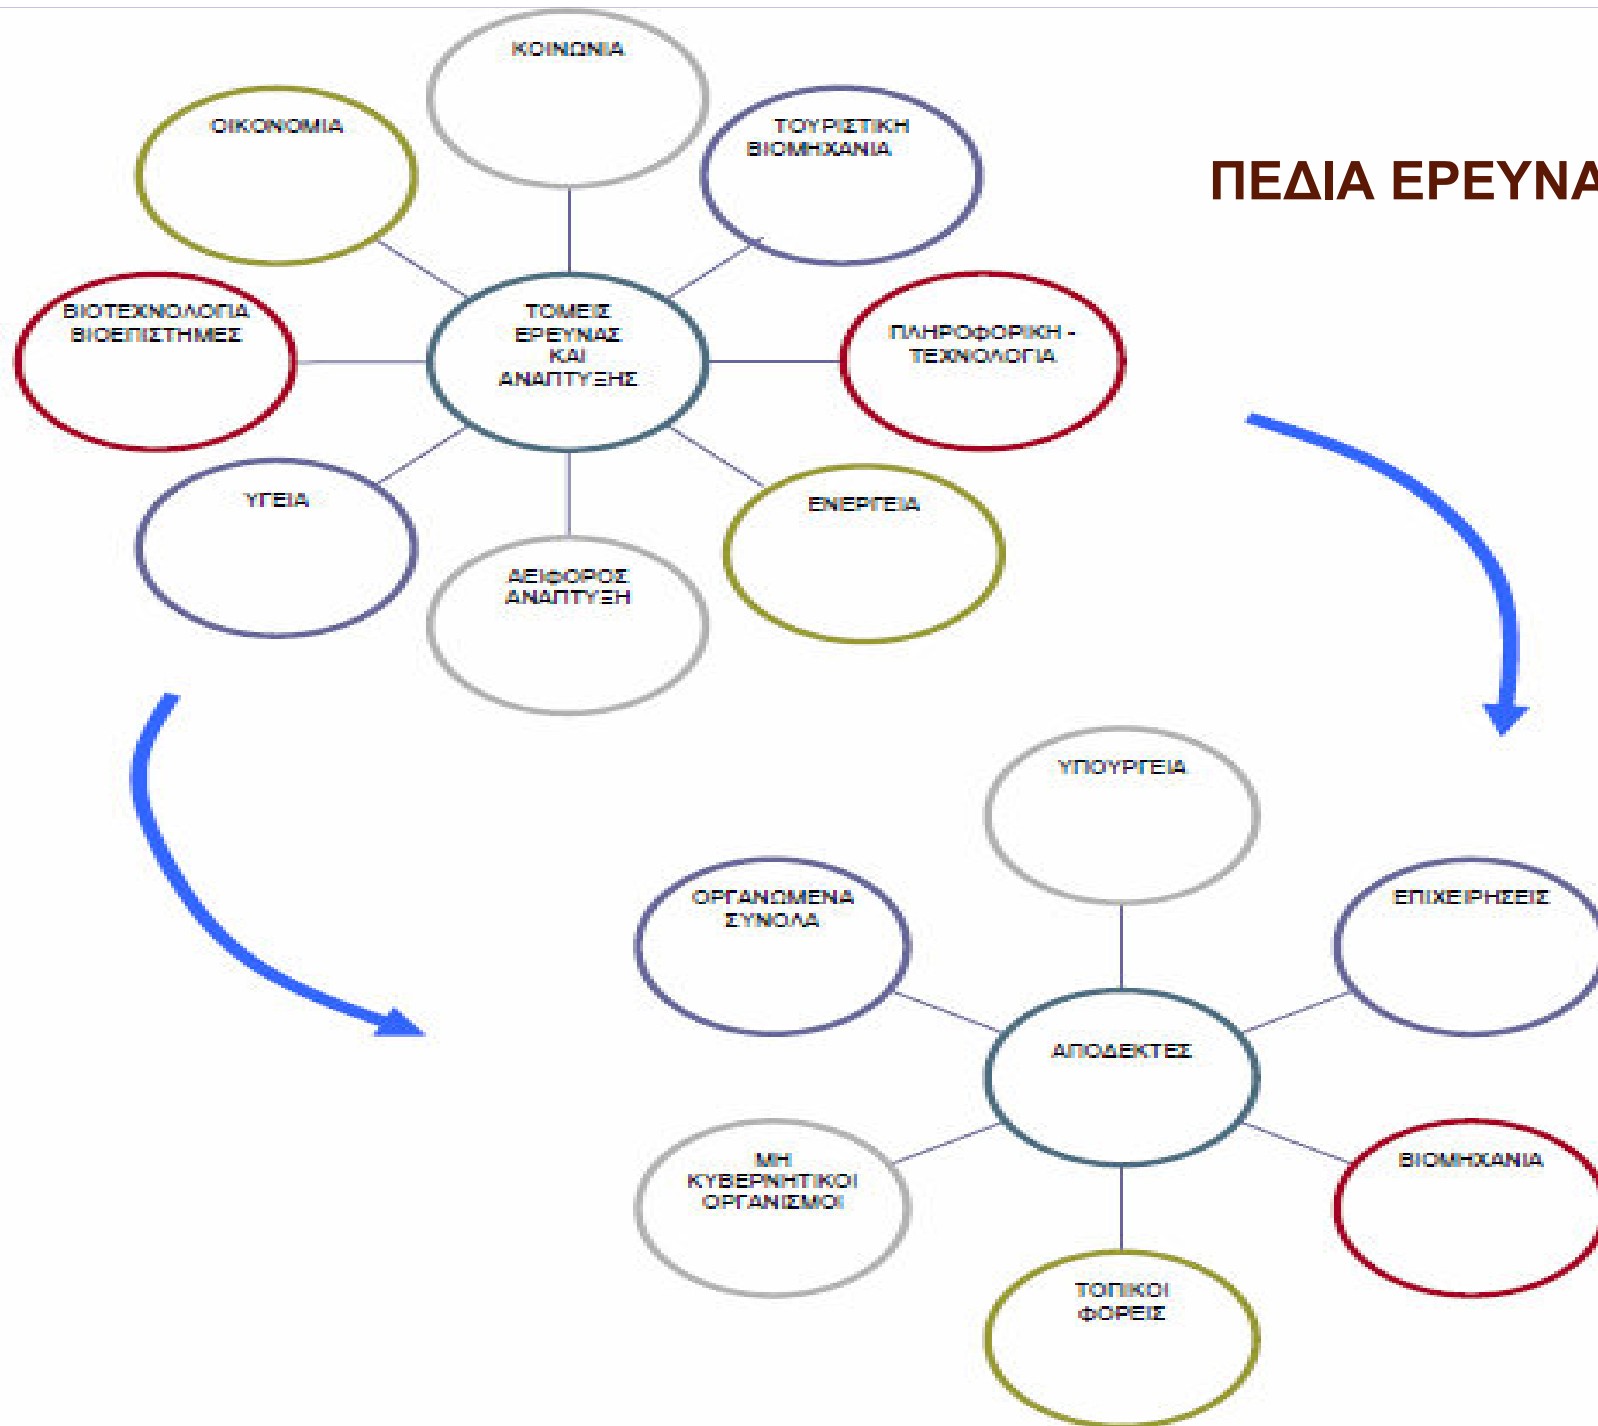 ΚΟΙΝΩΝΙΑ
ΟΙΚΟΝΟΜΙΑ
ΤΟΥΡΙΣΤΙΚΗ
ΒΙΟΜΗΧΑΝΙΑ
ΠΕΔΙΑ ΕΡΕΥΝΑ
ΒΙΟΤΕΧΝΟΛΟΓΙΑ
ΒΙΟΕΠΙΣΤΗΜΕΣ
ΤΟΜΕΙΣ
ΕΡΕΥΝΑΣ
ΚΑΙ
ΑΝΑΠΤΥΞΗΣ
ΠΛΗΡΟΦΟΡΙΚΗ -
ΤΕΧΝΟΛΟΓΙΑ
ΥΓΕΙΑ
ΕΝΕΡΓΕΙΑ
ΑΕΙΦΟΡΟΣ
ΑΝΑΠΤΥΞΗ
ΥΠΟΥΡΓΕΙΑ
ΟΡΓΑΝΩΜΕΝΑ
ΣΥΝΟΛΑ
ΕΠΙΧΕΙΡΗΣΕΙΣ
ΑΠΟΔΕΚΤΕΣ
ΜΗ
ΚΥΒΕΡΝΗΤΙΚΟΙ
ΟΡΓΑΝΙΣΜΟΙ
ΒΙΟΜΗΧΑΝΙΑ
ΤΟΠΙΚΟΙ
ΦΟΡΕΙΣ